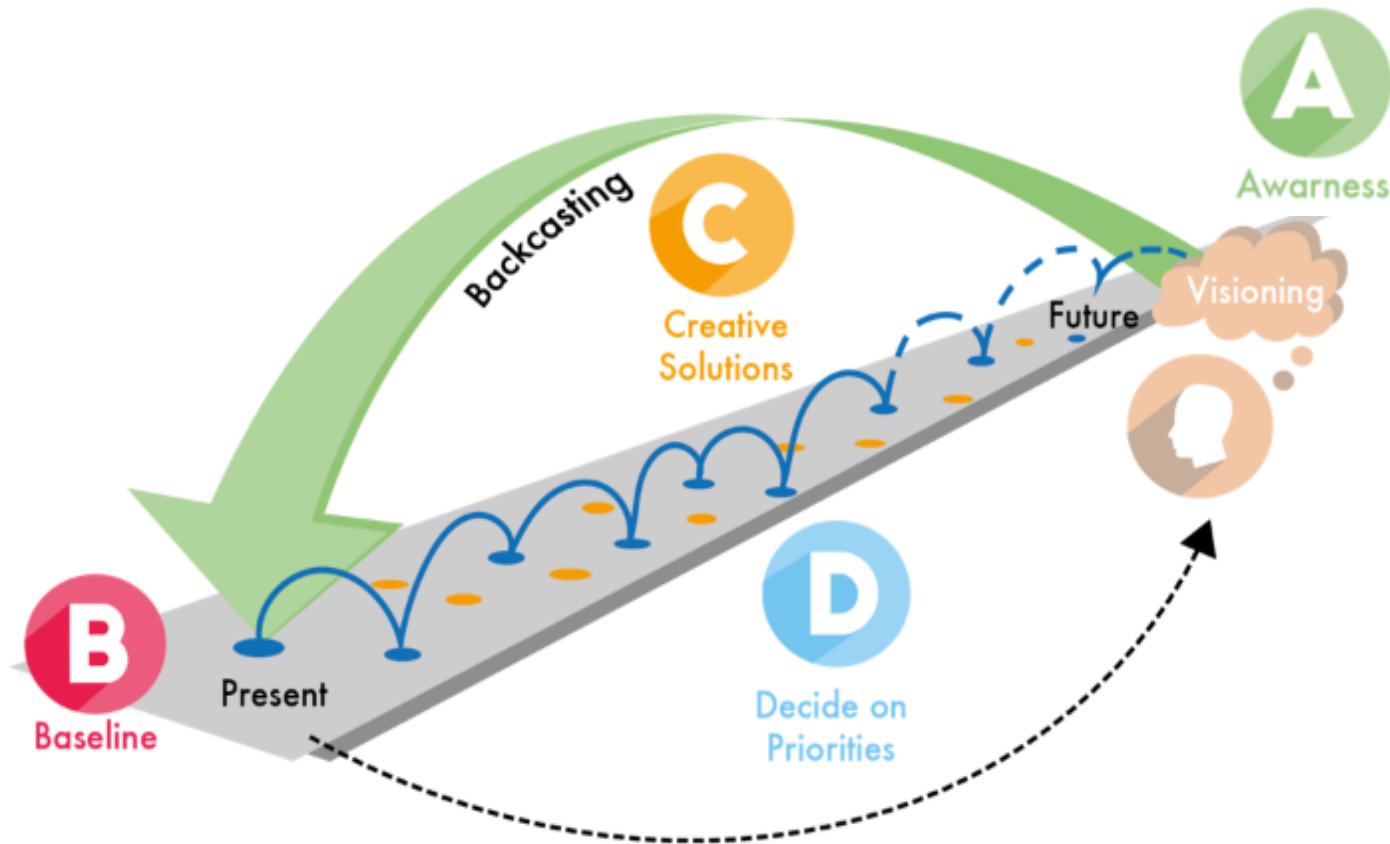 A
Awarness
Backcasting
C
Creative
Solutions
Visioning
Future
B
Baseline
Present
D
Decide on
Priorities